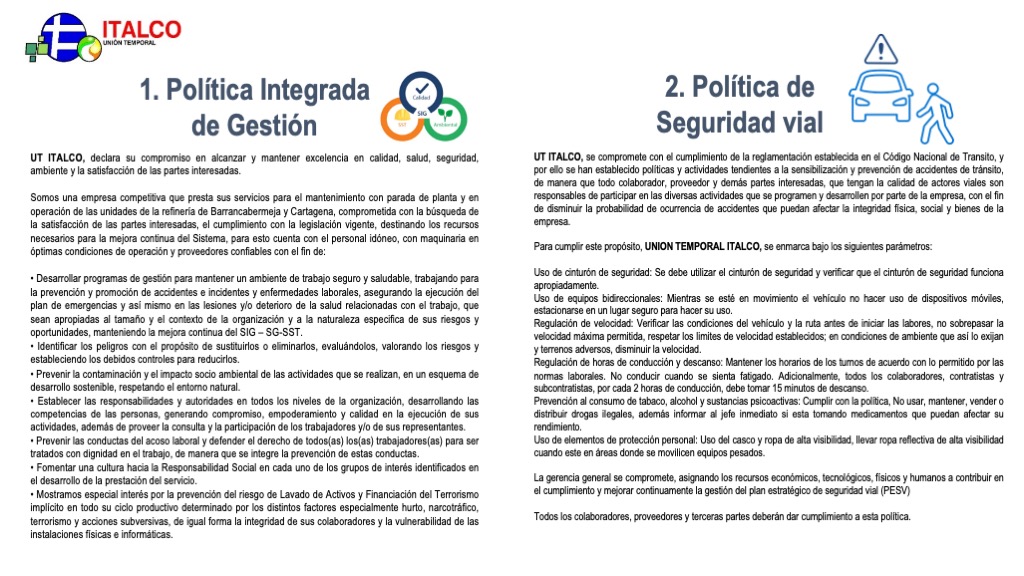 ITALCO
UNIÓN TEMPORAL
1. Política Integrada
de Gestión
Calidad
SST
SIG
Ambiental
UT ITALCO, declara su compromiso en alcanzar y mantener excelencia en calidad, salud, seguridad,
ambiente y la satisfacción de las partes interesadas.
Somos una empresa competitiva que presta sus servicios para el mantenimiento con parada de planta y en
operación de las unidades de la refinería de Barrancabermeja y Cartagena, comprometida con la búsqueda de
la satisfacción de las partes interesadas, el cumplimiento con la legislación vigente, destinando los recursos
necesarios para la mejora continua del Sistema, para esto cuenta con el personal idóneo, con maquinaria en
óptimas condiciones de operación y proveedores confiables con el fin de:
• Desarrollar programas de gestión para mantener un ambiente de trabajo seguro y saludable, trabajando para
la prevención y promoción de accidentes e incidentes y enfermedades laborales, asegurando la ejecución del
plan de emergencias y así mismo en las lesiones y/o deterioro de la salud relacionadas con el trabajo, que
sean apropiadas al tamaño y el contexto de la organización y a la naturaleza especifica de sus riesgos y
oportunidades, manteniendo la mejora continua del SIG – SG-SST.
• Identificar los peligros con el propósito de sustituirlos o eliminarlos, evaluándolos, valorando los riesgos y
estableciendo los debidos controles para reducirlos.
• Prevenir la contaminación y el impacto socio ambiental de las actividades que se realizan, en un esquema de
desarrollo sostenible, respetando el entorno natural.
• Establecer las responsabilidades y autoridades en todos los niveles de la organización, desarrollando las
competencias de las personas, generando compromiso, empoderamiento y calidad en la ejecución de sus
actividades, además de proveer la consulta y la participación de los trabajadores y/o de sus representantes.
• Prevenir las conductas del acoso laboral y defender el derecho de todos(as) los(as) trabajadores(as) para ser
tratados con dignidad en el trabajo, de manera que se integre la prevención de estas conductas.
• Fomentar una cultura hacia la Responsabilidad Social en cada uno de los grupos de interés identificados en
el desarrollo de la prestación del servicio.
• Mostramos especial interés por la prevención del riesgo de Lavado de Activos y Financiación del Terrorismo
implícito en todo su ciclo productivo determinado por los distintos factores especialmente hurto, narcotráfico,
terrorismo y acciones subversivas, de igual forma la integridad de sus colaboradores y la vulnerabilidad de las
instalaciones físicas e informáticas.
2. Política de
Seguridad vial
UT ITALCO, se compromete con el cumplimiento de la reglamentación establecida en el Código Nacional de Transito, y
por ello se han establecido políticas y actividades tendientes a la sensibilización y prevención de accidentes de tránsito,
de manera que todo colaborador, proveedor y demás partes interesadas, que tengan la calidad de actores viales son
responsables de participar en las diversas actividades que se programen y desarrollen por parte de la empresa, con el fin
de disminuir la probabilidad de ocurrencia de accidentes que puedan afectar la integridad física, social y bienes de la
empresa.
Para cumplir este propósito, UNION TEMPORAL ITALCO, se enmarca bajo los siguientes parámetros:
Uso de cinturón de seguridad: Se debe utilizar el cinturón de seguridad y verificar que el cinturón de seguridad funciona
apropiadamente.
Uso de equipos bidireccionales: Mientras se esté en movimiento el vehículo no hacer uso de dispositivos móviles,
estacionarse en un lugar seguro para hacer su uso.
Regulación de velocidad: Verificar las condiciones del vehículo y la ruta antes de iniciar las labores, no sobrepasar la
velocidad máxima permitida, respetar los limites de velocidad establecidos; en condiciones de ambiente que así lo exijan
y terrenos adversos, disminuir la velocidad.
Regulación de horas de conducción y descanso: Mantener los horarios de los turnos de acuerdo con lo permitido por las
normas laborales. No conducir cuando se sienta fatigado. Adicionalmente, todos los colaboradores, contratistas y
subcontratistas, por cada 2 horas de conducción, debe tomar 15 minutos de descanso.
Prevención al consumo de tabaco, alcohol y sustancias psicoactivas: Cumplir con la política, No usar, mantener, vender o
distribuir drogas ilegales, además informar al jefe inmediato si esta tomando medicamentos que puedan afectar su
rendimiento.
Uso de elementos de protección personal: Uso del casco y ropa de alta visibilidad, llevar ropa reflectiva de alta visibilidad
cuando este en áreas donde se movilicen equipos pesados.
La gerencia general se compromete, asignando los recursos económicos, tecnológicos, físicos y humanos a contribuir en
el cumplimiento y mejorar continuamente la gestión del plan estratégico de seguridad vial (PESV)
Todos los colaboradores, proveedores y terceras partes deberán dar cumplimiento a esta política.